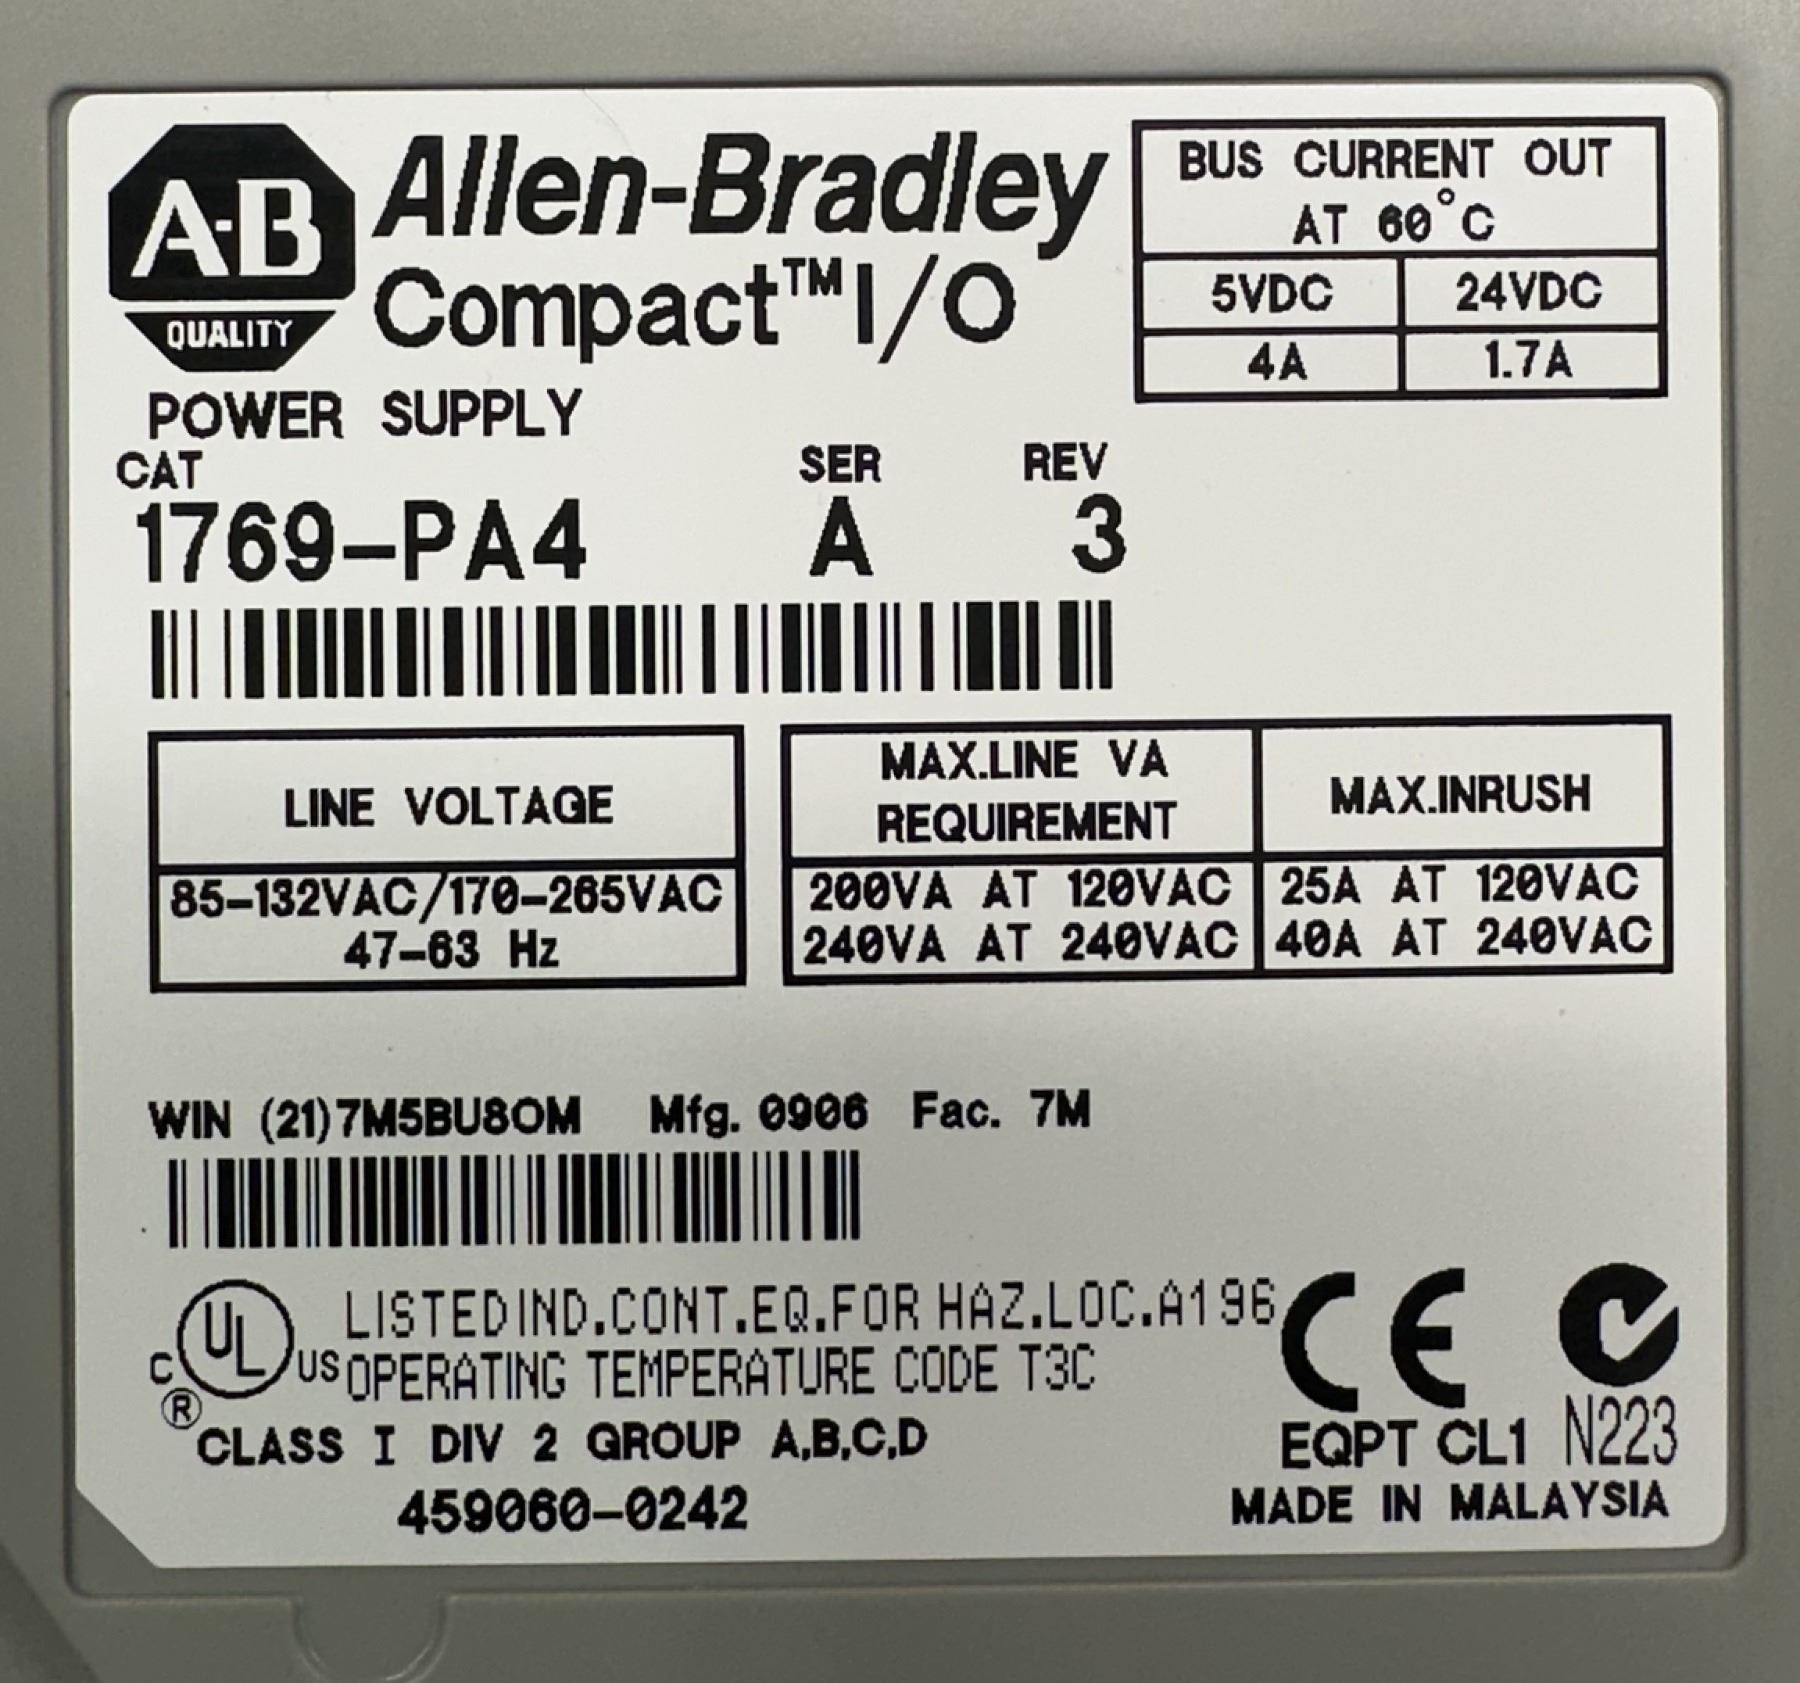 A-B
QUALITY
Allen-Bradley
Compact™ I/O
BUS CURRENT OUT
AT 60°C
5VDC 24VDC
4A 1.7A
POWER SUPPLY
CAT SER REV
1769-PA4 A 3
LINE VOLTAGE
85-132VAC/170-265VAC
47-63 Hz
MAX.LINE VA
REQUIREMENT
200VA AT 120VAC
240VA AT 240VAC
MAX.INRUSH
25A AT 120VAC
40A AT 240VAC
WIN (21)7M5BU8OM Mfg. 0906 Fac. 7M
C UL US
®
LISTED IND.CONT.EQ.FOR HAZ.LOC.A196
OPERATING TEMPERATURE CODE T3C
CLASS I DIV 2 GROUP A,B,C,D
459060-0242
CE
EQPT CL1 N223
MADE IN MALAYSIA